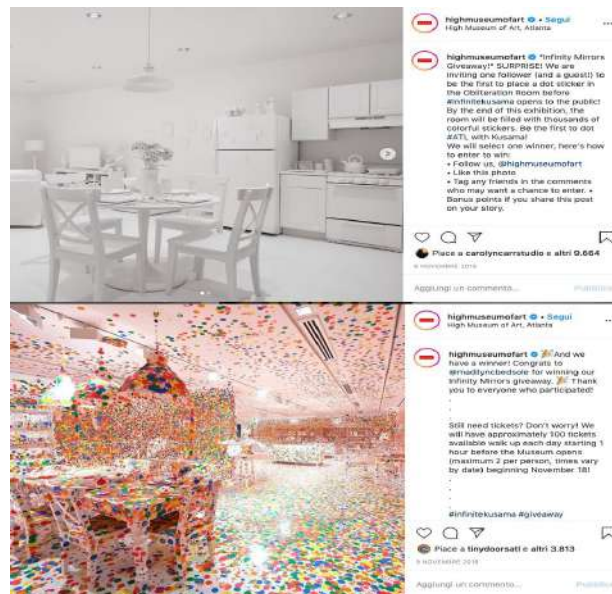 highmuseumofart • Segui
High Museum of Art, Atlanta
highmuseumofart "Infinity Mirrors
Giveaway!" SURPRISE! We are
inviting one follower (and a guest!) to
be the first to place a dot sticker in
the Obliteration Room before
#infinitekusama opens to the public!
By the end of this exhibition, the
room will be filled with thousands of
colorful stickers. Be the first to dot
#ATL with Kusama!
We will select one winner, here's how
to enter to win:
• Follow us, @highmuseumofart
• Like this photo
• Tag any friends in the comments
who may want a chance to enter. •
Bonus points if you share this post
on your story.
Piace a carolyncarrstudio e altri 9.664
6 NOVEMBRE 2018
Aggiungi un commento... Pubblica
highmuseumofart • Segui
High Museum of Art, Atlanta
highmuseumofart 🎉And we
have a winner! Congrats to
@madilyncbedsole for winning our
Infinity Mirrors giveaway. 🎉 Thank
you to everyone who participated!
.
.
.
Still need tickets? Don't worry! We
will have approximately 100 tickets
available walk up each day starting 1
hour before the Museum opens
(maximum 2 per person, times vary
by date) beginning November 18!
.
.
.
.
#infinitekusama #giveaway
Piace a tinydoorsatl e altri 3.813
9 NOVEMBRE 2018
Aggiungi un commento... Pubblica